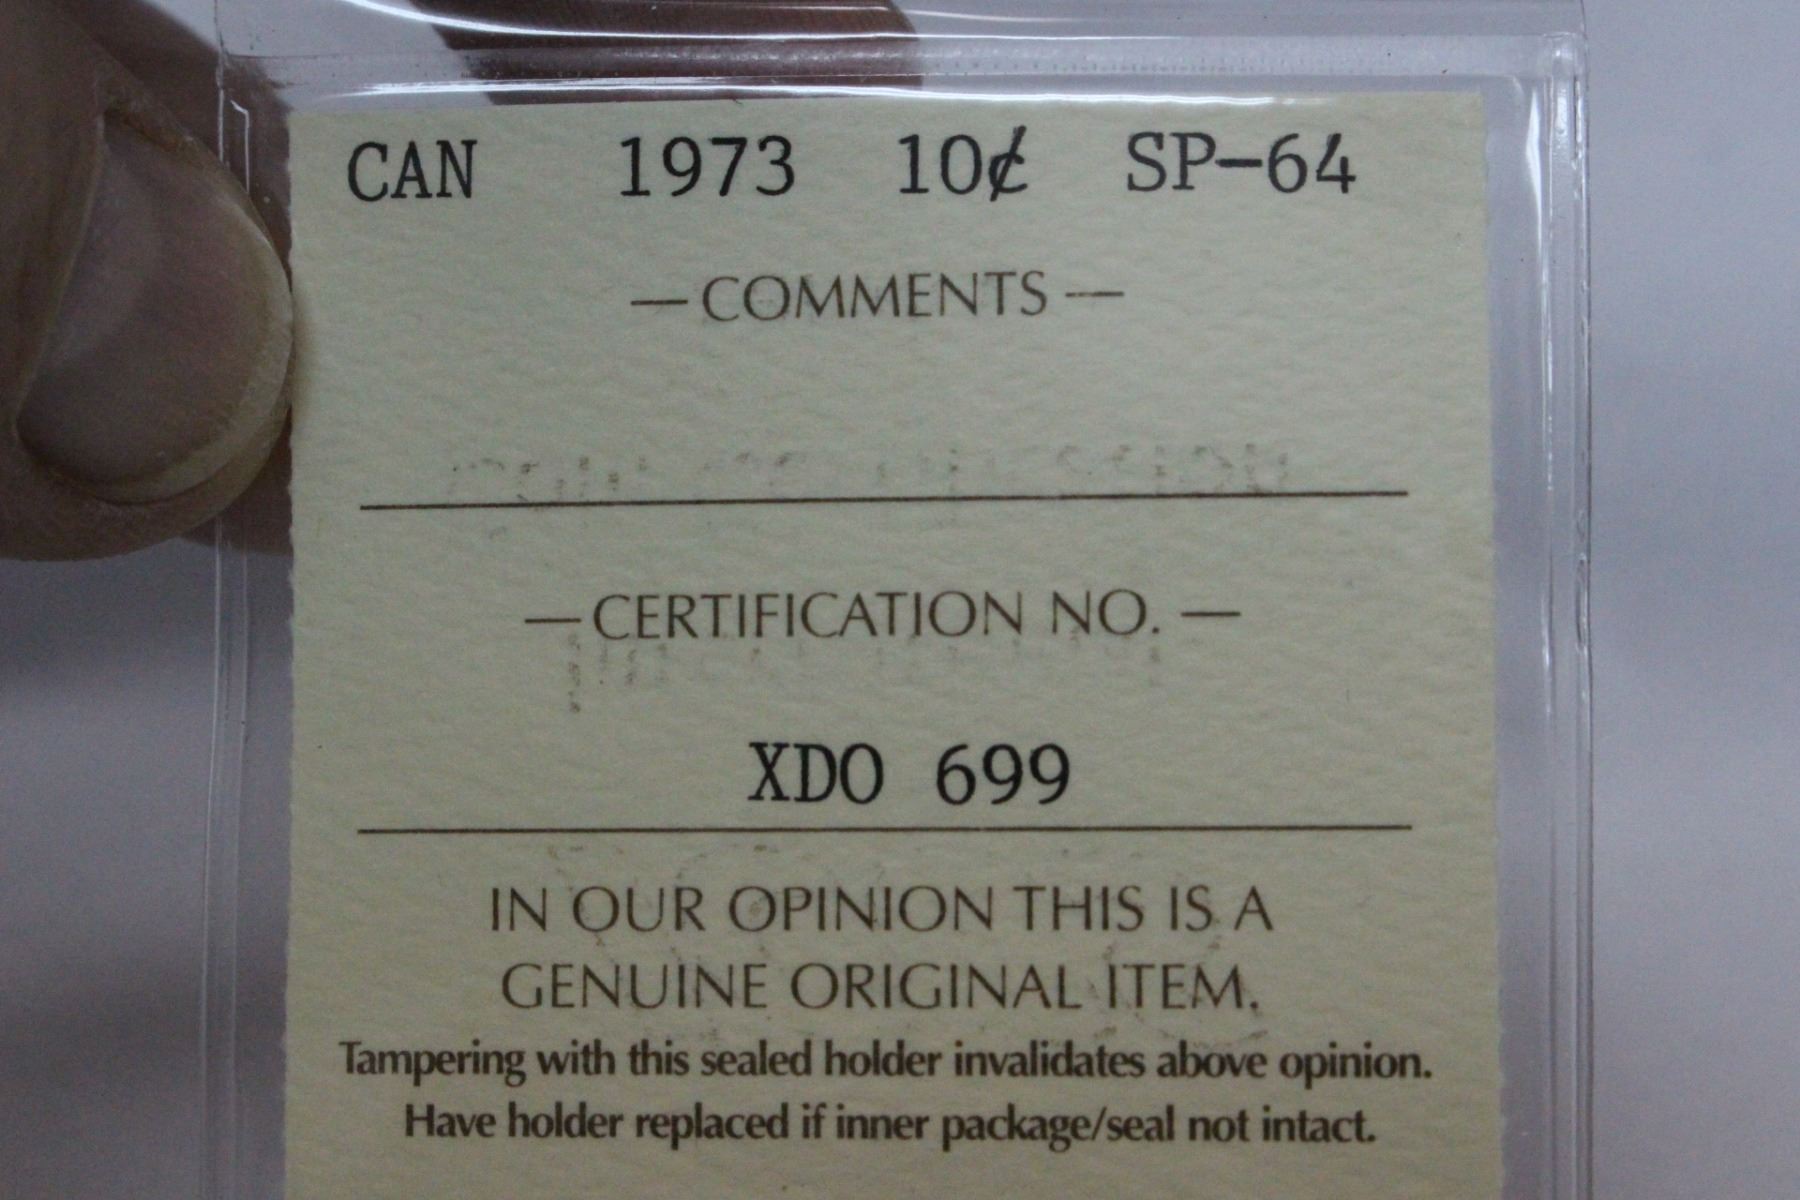 CAN 1973 10¢ SP-64
— COMMENTS —
— CERTIFICATION NO. —
XDO 699
IN OUR OPINION THIS IS A
GENUINE ORIGINAL ITEM.
Tampering with this sealed holder invalidates above opinion.
Have holder replaced if inner package/seal not intact.